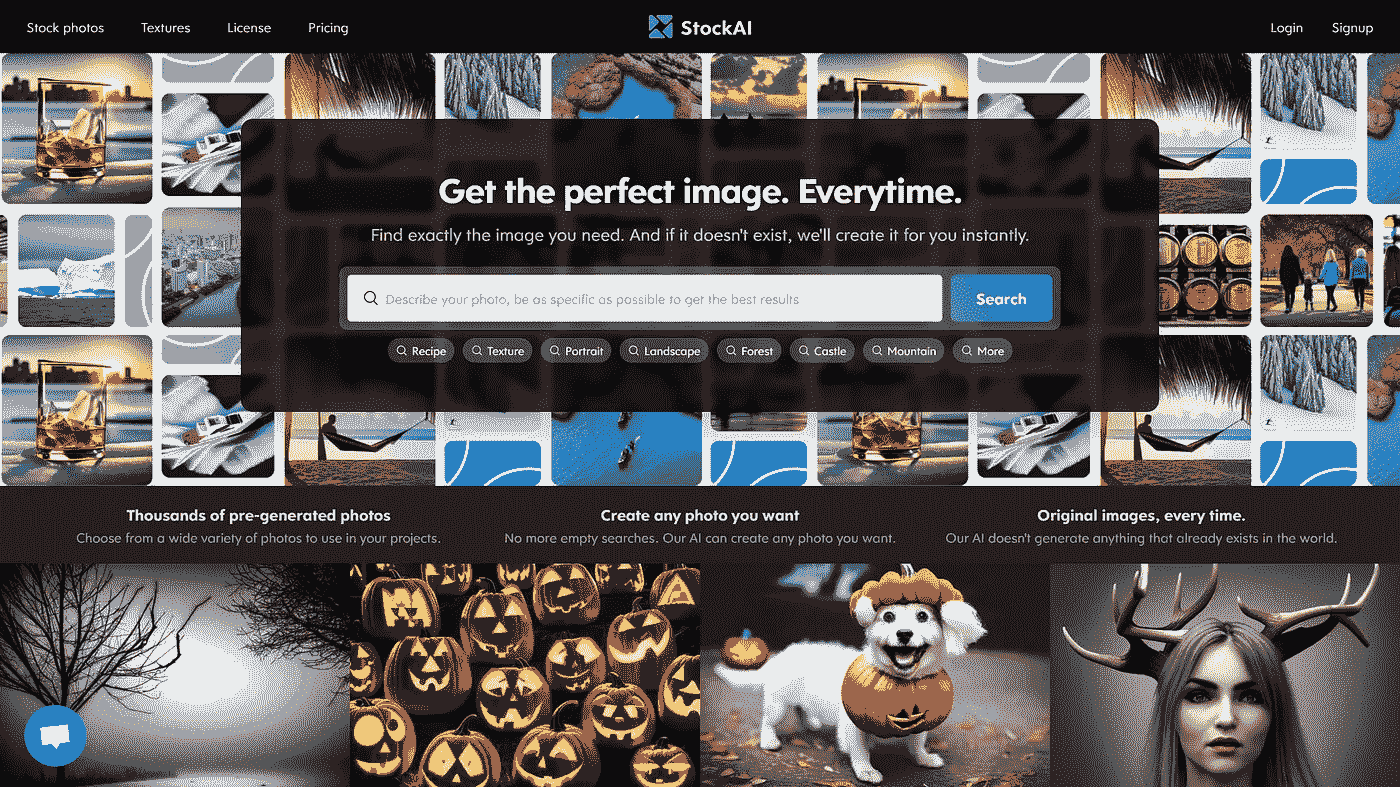 Stock photos
Textures
License
Pricing
StockAI
Login
Signup
Get the perfect image. Everytime.
Find exactly the image you need. And if it doesn't exist, we'll create it for you instantly.
Describe your photo, be as specific as possible to get the best results
Search
Recipe
Texture
Portrait
Landscape
Forest
Castle
Mountain
More
Thousands of pre-generated photos
Choose from a wide variety of photos to use in your projects.
Create any photo you want
No more empty searches. Our AI can create any photo you want.
Original images, every time.
Our AI doesn't generate anything that already exists in the world.